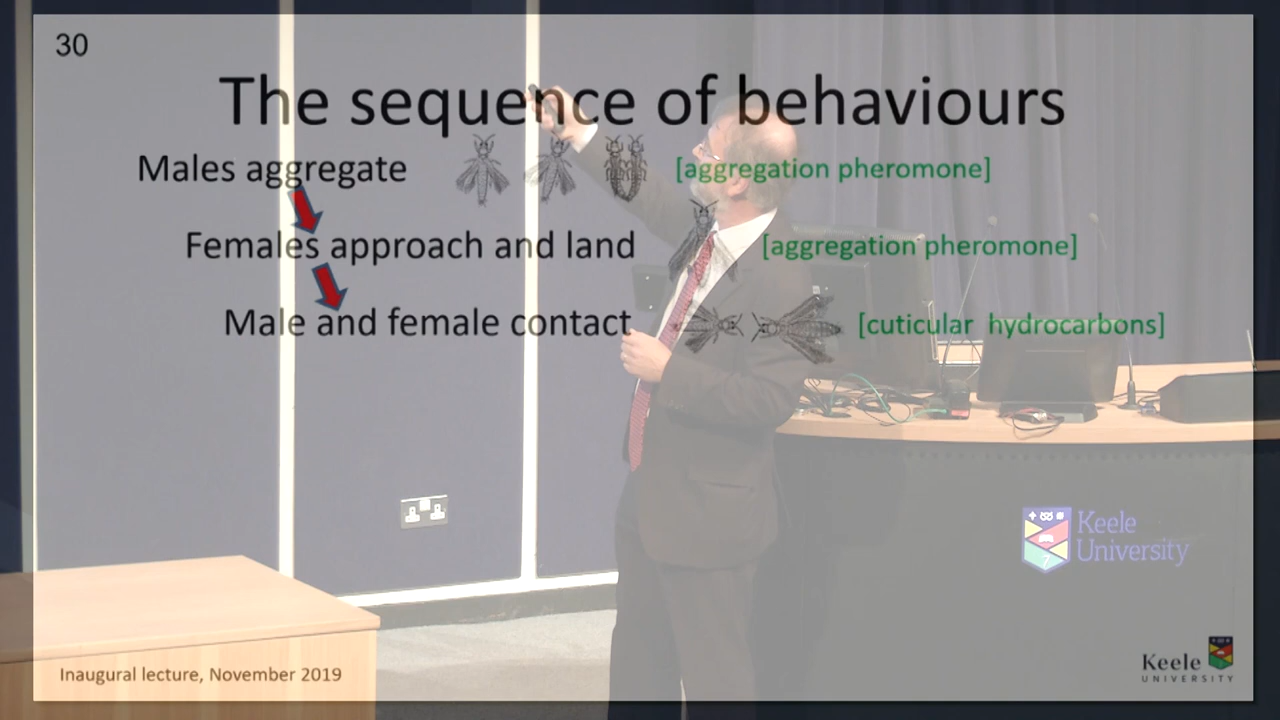 30
The sequence of behaviours
Males aggregate [aggregation pheromone]
Females approach and land [aggregation pheromone]
Male and female contact [cuticular hydrocarbons]
Keele
University
Inaugural lecture, November 2019
Keele
UNIVERSITY